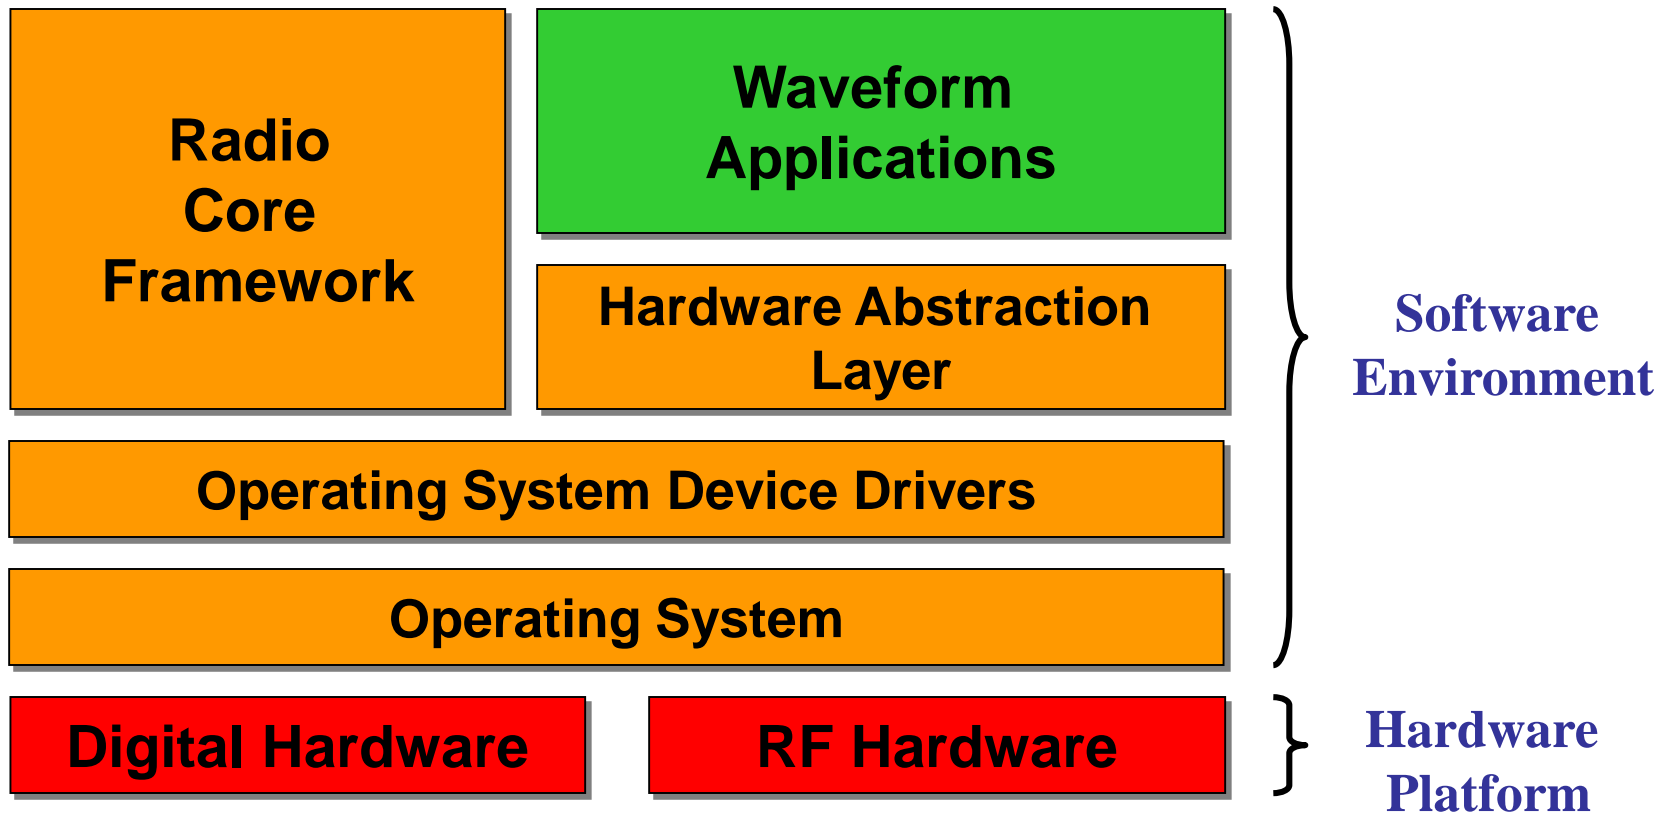 Radio
Core
Framework
Waveform
Applications
Hardware Abstraction
Layer
Operating System Device Drivers
Operating System
Software
Environment
Digital Hardware
RF Hardware
Hardware
Platform